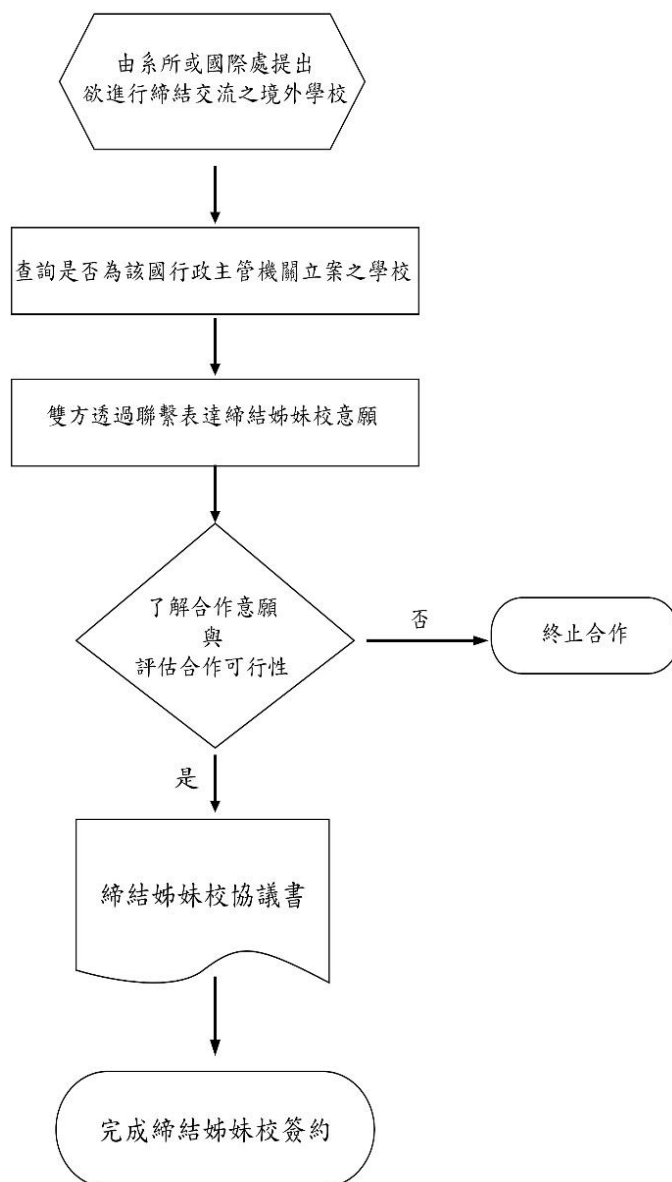 由系所或國際處提出
欲進行締結交流之境外學校
查詢是否為該國行政主管機關立案之學校
雙方透過聯繫表達締結姊妹校意願
了解合作意願
與
評估合作可行性
否
終止合作
是
締結姊妹校協議書
完成締結姊妹校簽約